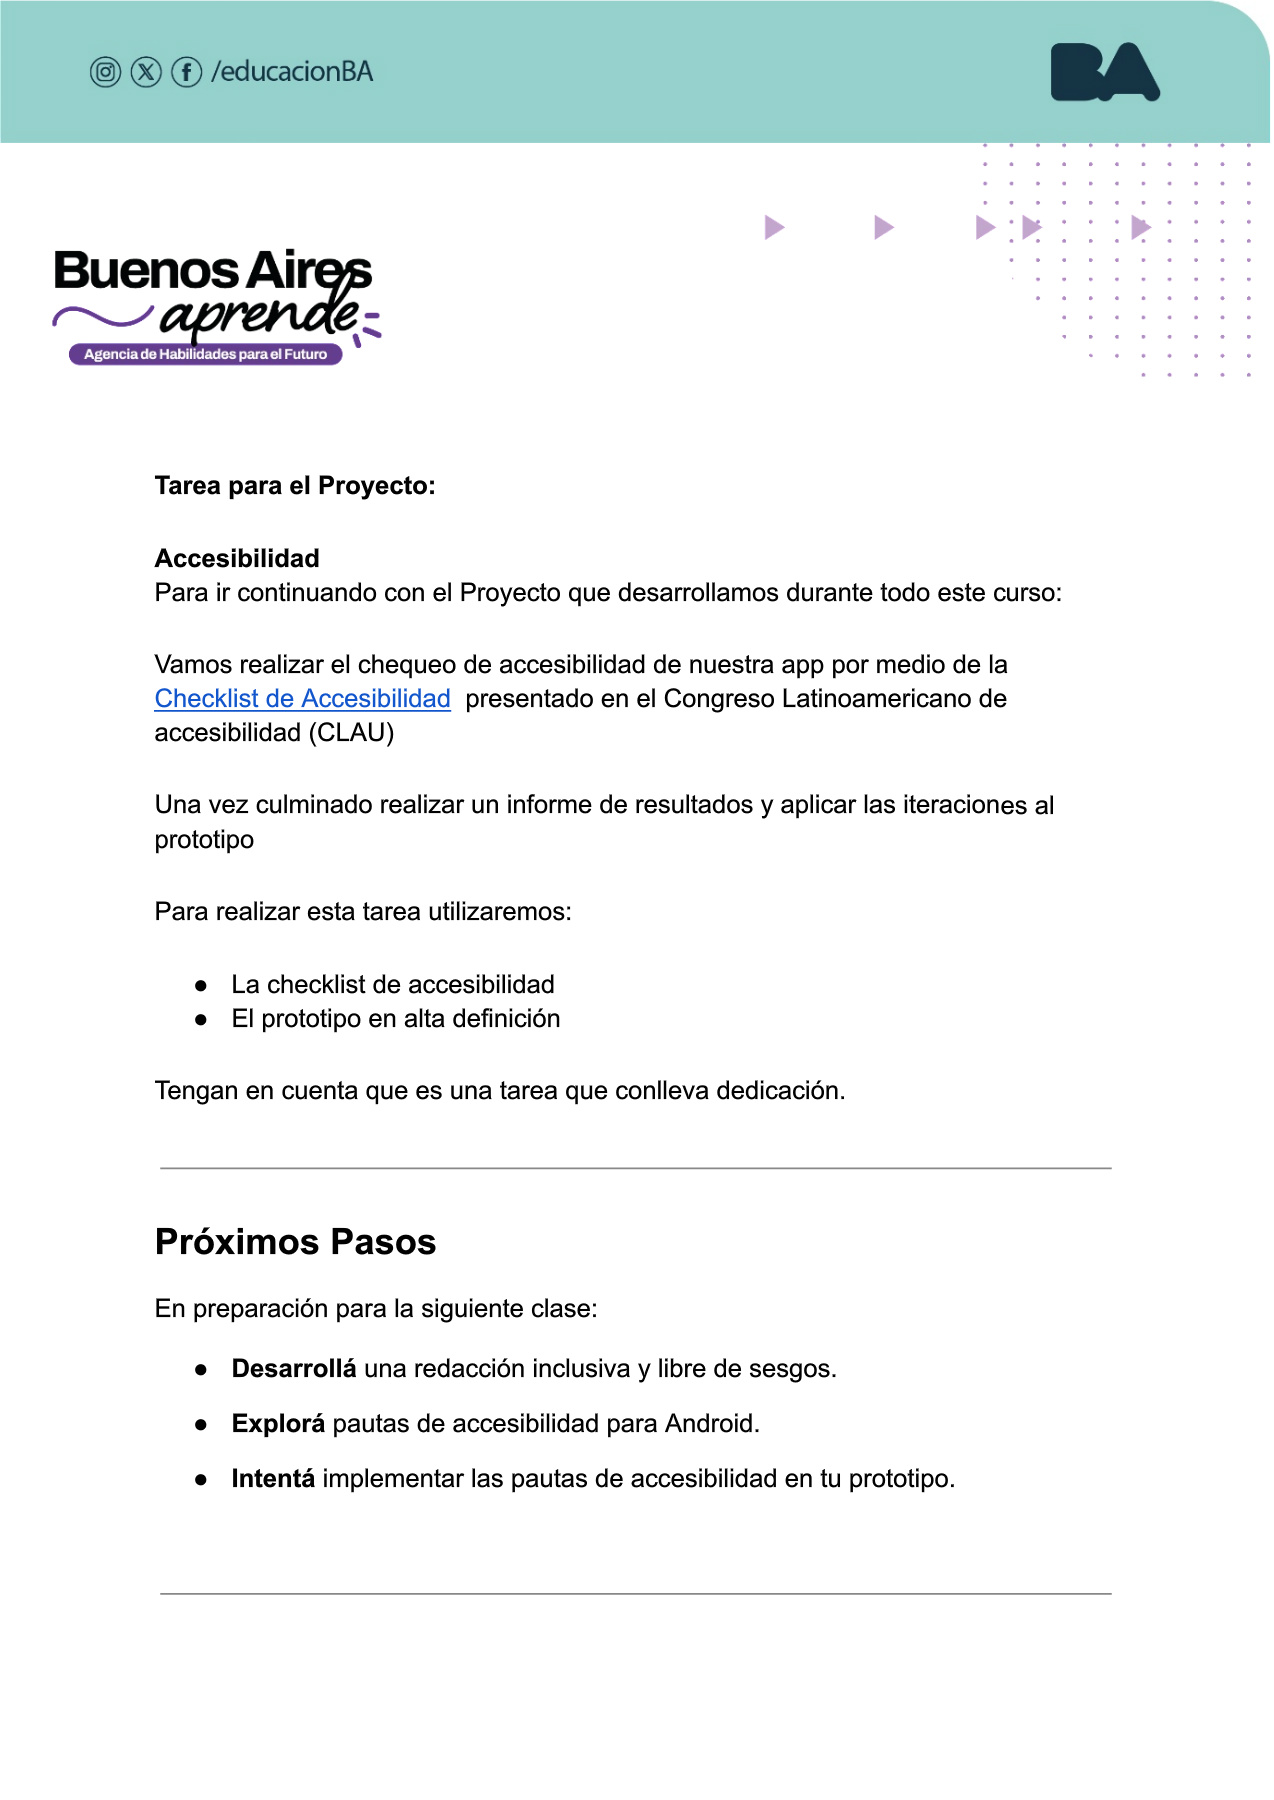 /educacionBA
BA
Buenos Aires
aprende
Agencia de Habilidades para el Futuro
Tarea para el Proyecto:
Accesibilidad
Para ir continuando con el Proyecto que desarrollamos durante todo este curso:
Vamos realizar el chequeo de accesibilidad de nuestra app por medio de la
Checklist de Accesibilidad presentado en el Congreso Latinoamericano de
accesibilidad (CLAU)
Una vez culminado realizar un informe de resultados y aplicar las iteraciones al
prototipo
Para realizar esta tarea utilizaremos:
● La checklist de accesibilidad
● El prototipo en alta definición
Tengan en cuenta que es una tarea que conlleva dedicación.
Próximos Pasos
En preparación para la siguiente clase:
● Desarrollá una redacción inclusiva y libre de sesgos.
● Explorá pautas de accesibilidad para Android.
● Intentá implementar las pautas de accesibilidad en tu prototipo.